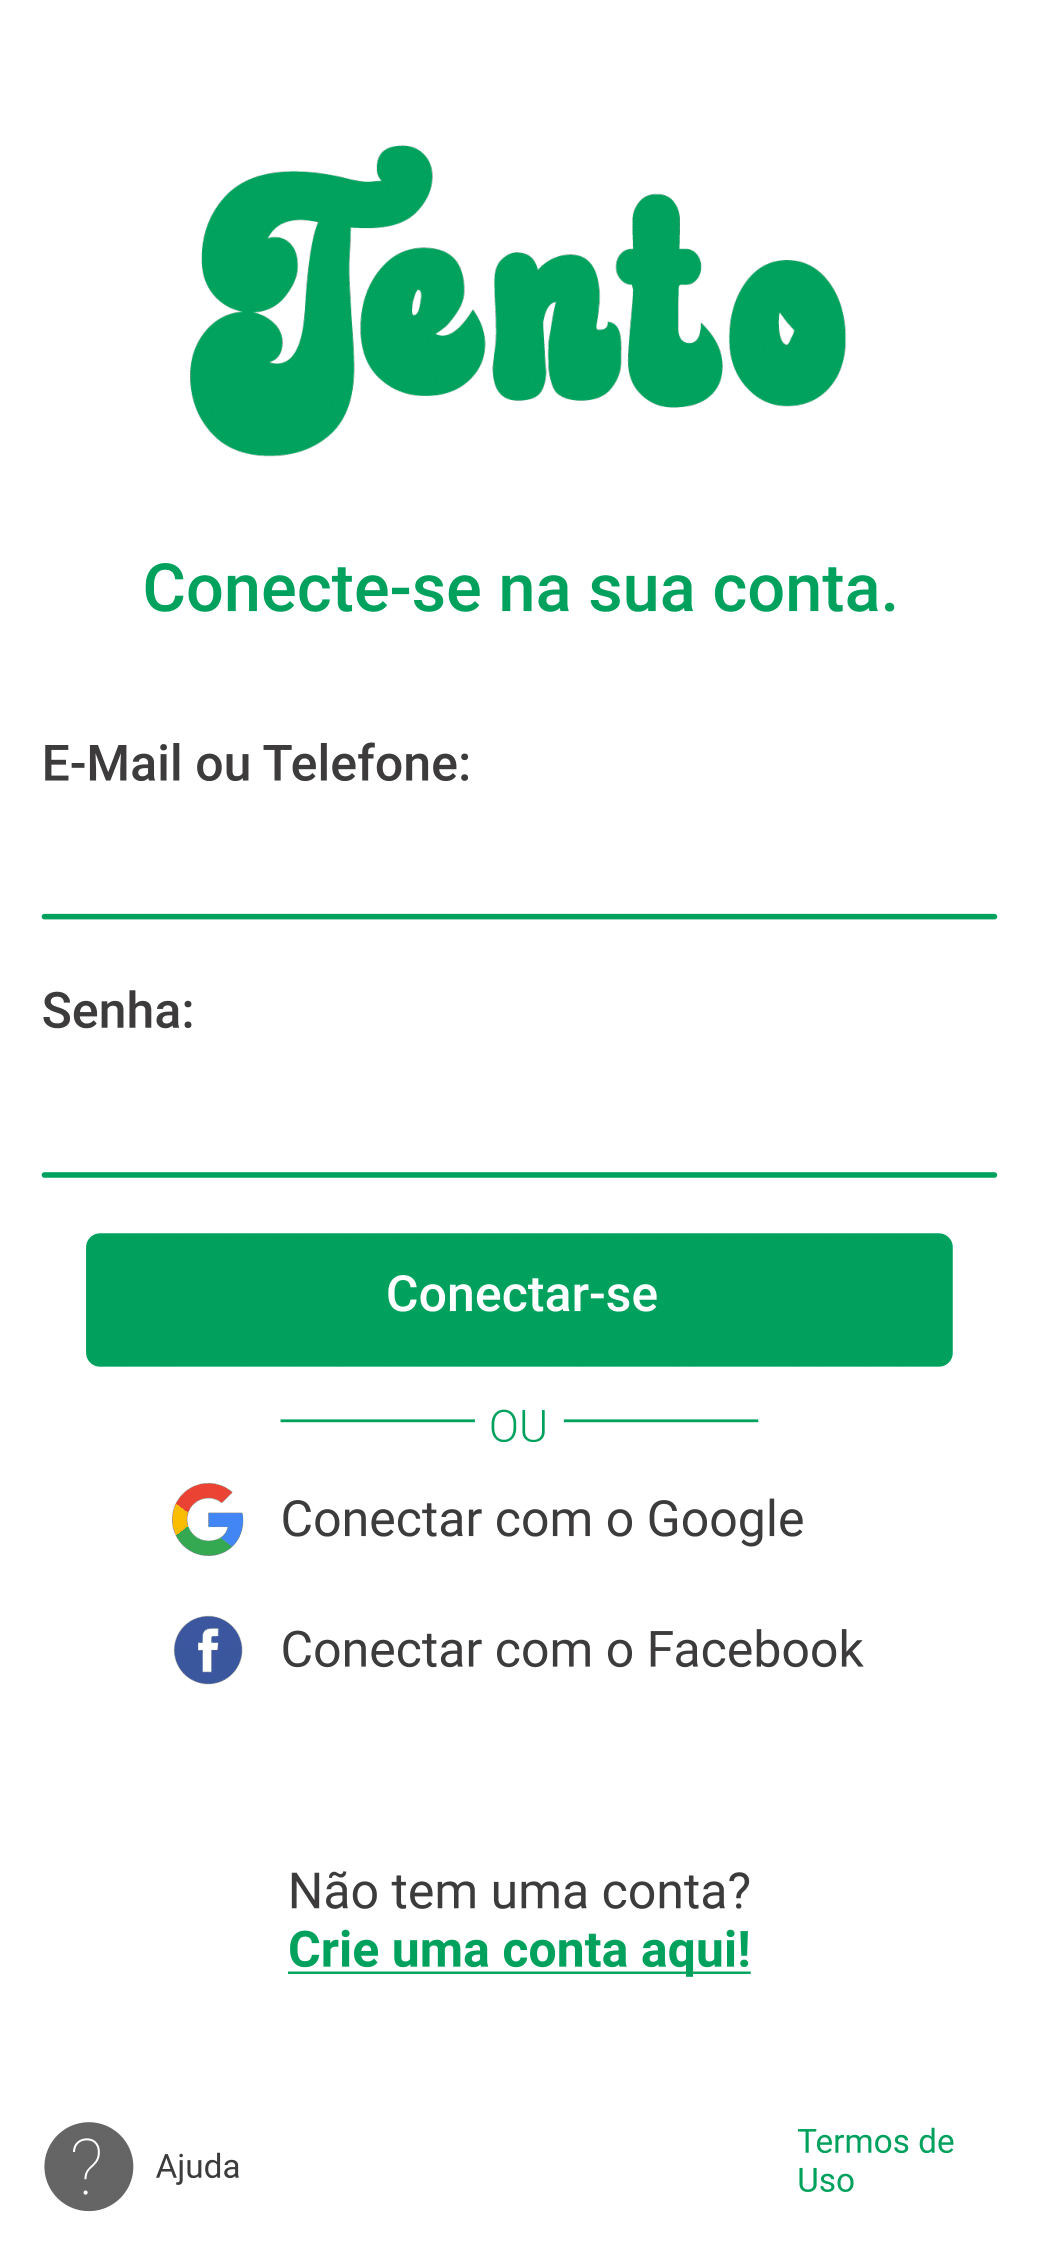 Tento
Conecte-se na sua conta.
E-Mail ou Telefone:
Senha:
Conectar-se
OU
Conectar com o Google
Conectar com o Facebook
Não tem uma conta?
Crie uma conta aqui!
? Ajuda
Termos de
Uso